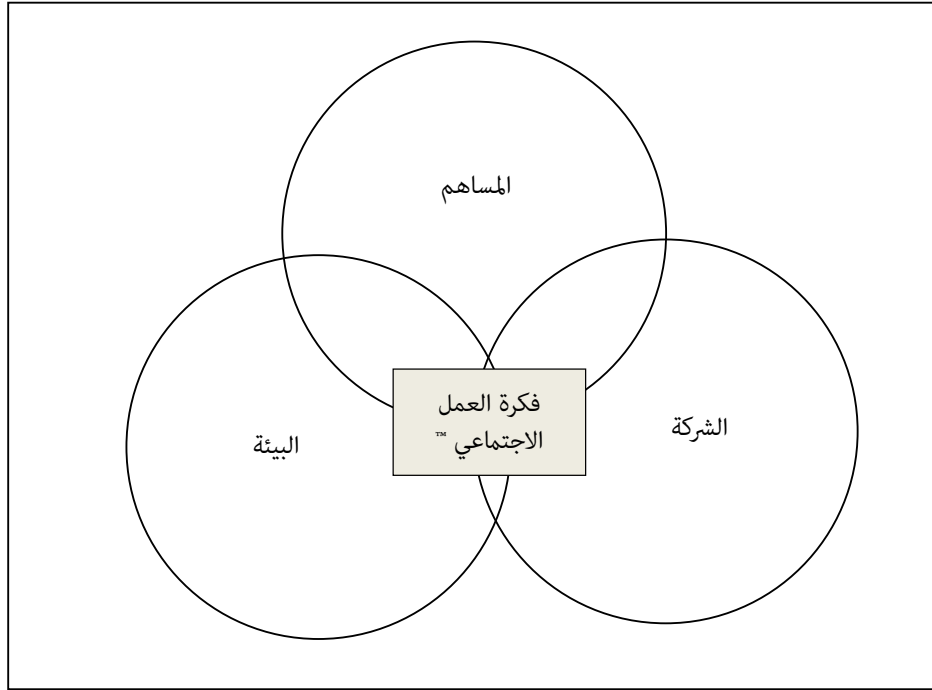 المساهم
الشركة
فكرة العمل
الاجتماعي ™
البيئة